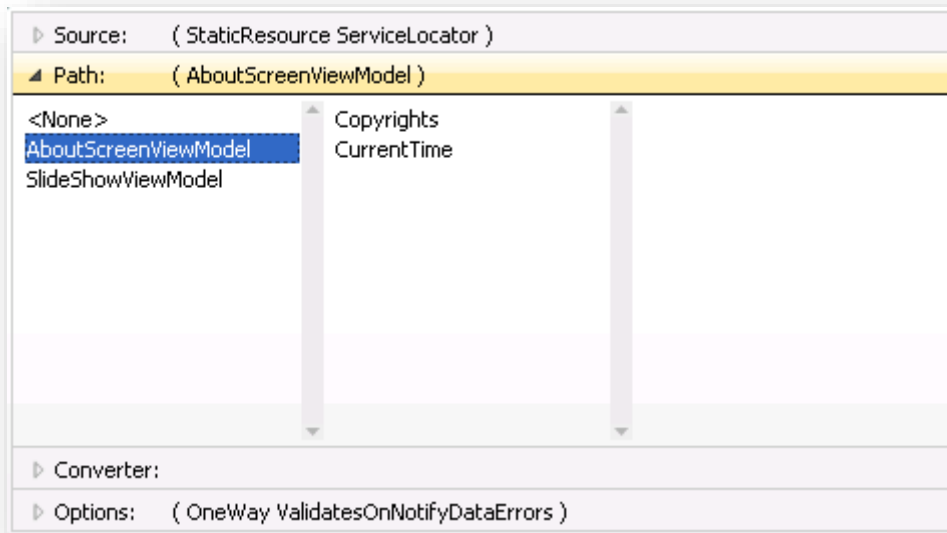 Source: ( StaticResource ServiceLocator )
Path: ( AboutScreenViewModel )
<None> Copyrights
AboutScreenViewModel CurrentTime
SlideShowViewModel
Converter:
Options: ( OneWay ValidatesOnNotifyDataErrors )